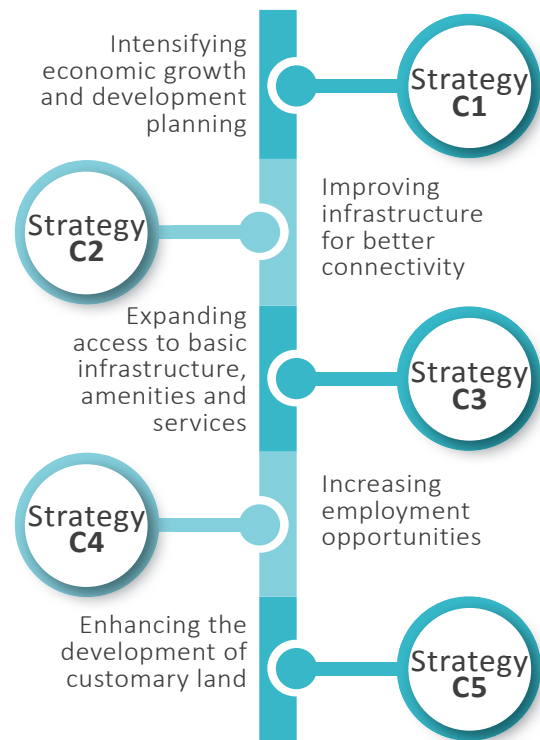 Intensifying
economic growth
and development
planning
Strategy
C1
Strategy
C2
Improving
infrastructure
for better
connectivity
Expanding
access to basic
infrastructure,
amenities and
services
Strategy
C3
Strategy
C4
Increasing
employment
opportunities
Enhancing the
development of
customary land
Strategy
C5